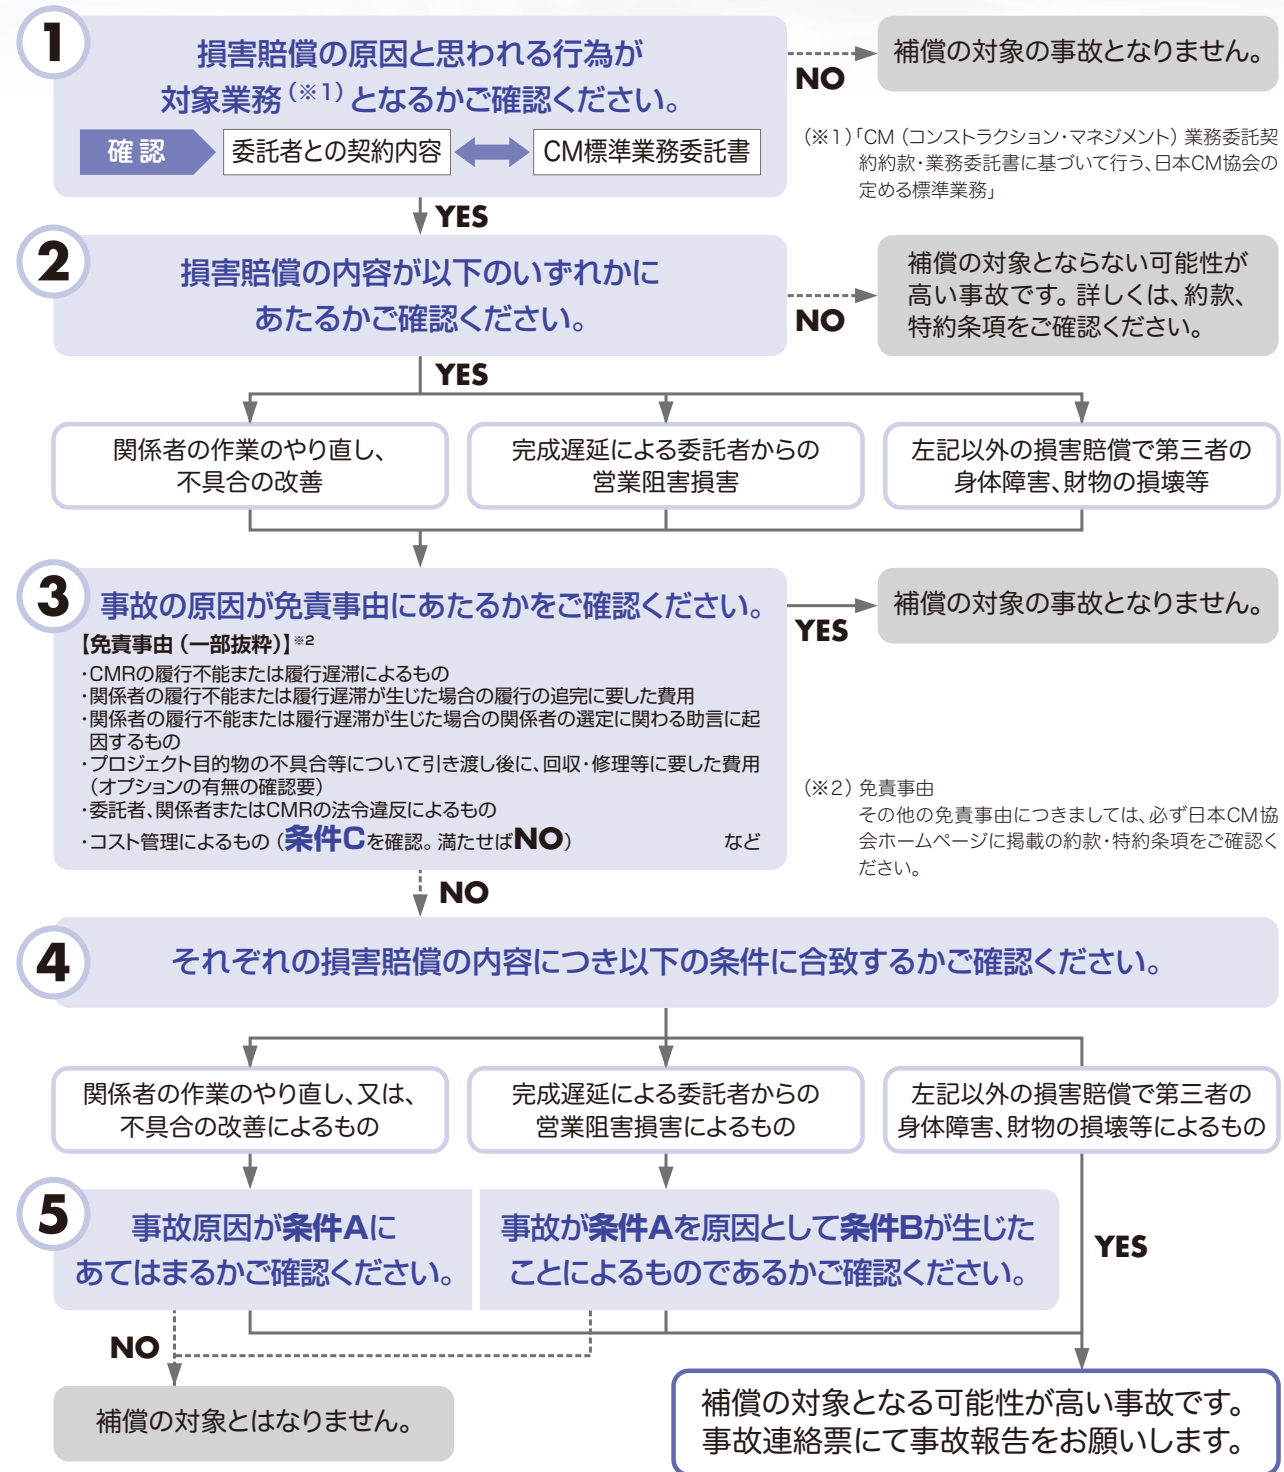 1
損害賠償の原因と思われる行為が
対象業務(※1)となるかご確認ください。
確認
委託者との契約内容
CM標準業務委託書
NO
補償の対象の事故となりません。
(※1)「CM(コンストラクション・マネジメント)業務委託契
約約款・業務委託書に基づいて行う、日本CM協会の
定める標準業務」
YES
2
損害賠償の内容が以下のいずれかに
あたるかご確認ください。
NO
補償の対象とならない可能性が
高い事故です。詳しくは、約款、
特約条項をご確認ください。
YES
関係者の作業のやり直し、
不具合の改善
完成遅延による委託者からの
営業阻害損害
左記以外の損害賠償で第三者の
身体障害、財物の損壊等
3
事故の原因が免責事由にあたるかをご確認ください。
【免責事由(一部抜粋)】※2
・CMRの履行不能または履行遅滞によるもの
・関係者の履行不能または履行遅滞が生じた場合の履行の追完に要した費用
・関係者の履行不能または履行遅滞が生じた場合の関係者の選定に関わる助言に起
因するもの
・プロジェクト目的物の不具合等について引き渡し後に、回収・修理等に要した費用
(オプションの有無の確認要)
・委託者、関係者またはCMRの法令違反によるもの
・コスト管理によるもの(条件Cを確認。満たせばNO) など
YES
補償の対象の事故となりません。
(※2)免責事由
その他の免責事由につきましては、必ず日本CM協
会ホームページに掲載の約款・特約条項をご確認く
ださい。
NO
4
それぞれの損害賠償の内容につき以下の条件に合致するかご確認ください。
関係者の作業のやり直し、又は、
不具合の改善によるもの
完成遅延による委託者からの
営業阻害損害によるもの
左記以外の損害賠償で第三者の
身体障害、財物の損壊等によるもの
5
事故原因が条件Aに
あてはまるかご確認ください。
事故が条件Aを原因として条件Bが生じた
ことによるものであるかご確認ください。
YES
NO
補償の対象とはなりません。
補償の対象となる可能性が高い事故です。
事故連絡票にて事故報告をお願いします。